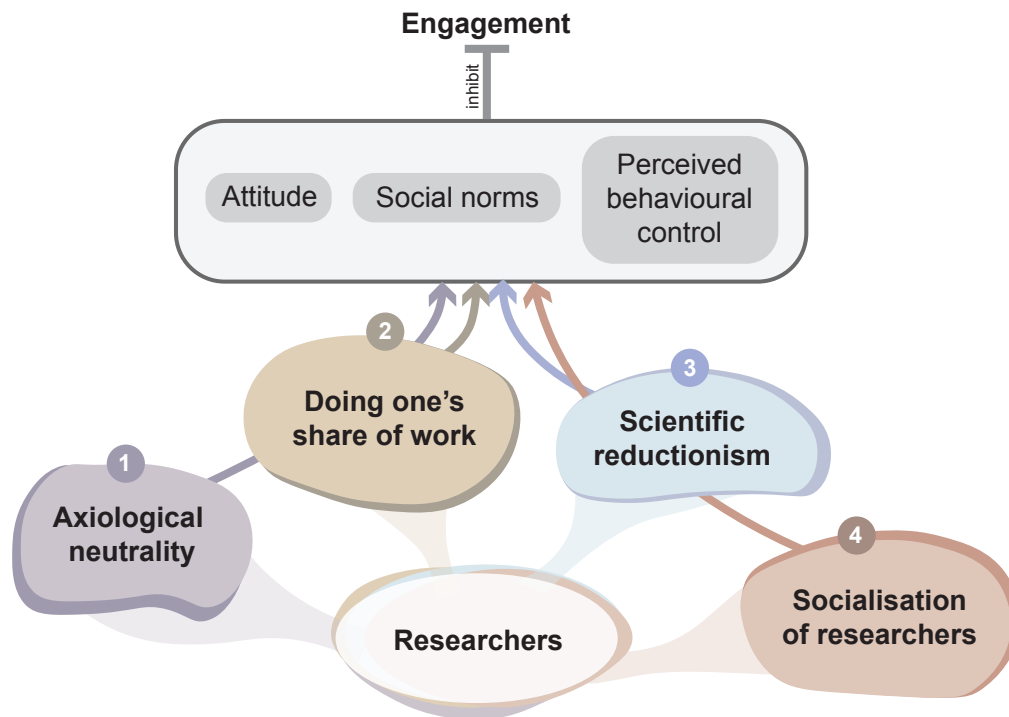 Engagement
inhibit
Attitude
Social norms
Perceived
behavioural
control
2
Doing one's
share of work
3
Scientific
reductionism
1
Axiological
neutrality
4
Socialisation
of researchers
Researchers